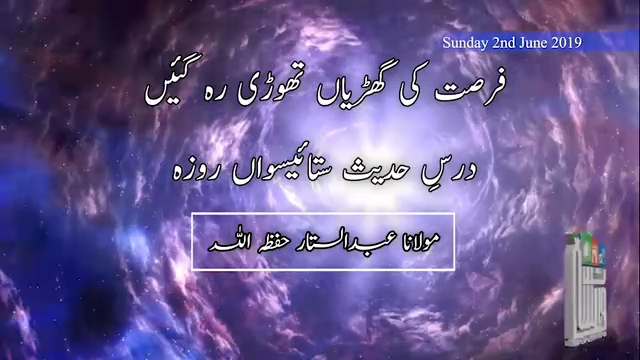 Sunday 2nd June 2019
فرصت کی گھڑیاں تھوڑی رہ گئیں
درسِ حدیث ستائیسواں روزہ
مولانا عبدالستار حفظہ اللہ